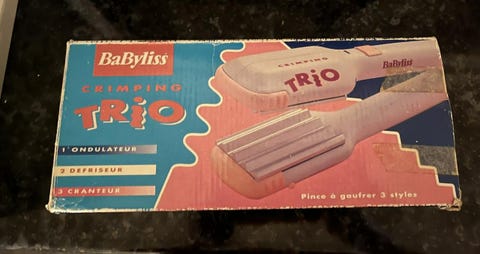 BaByliss
CRIMPING
TRiO
1 ONDULATEUR
2 DEFRISEUR
3 CRANTEUR
CRIMPING
TRiO
BaByliss
Pince à gaufrer 3 styles